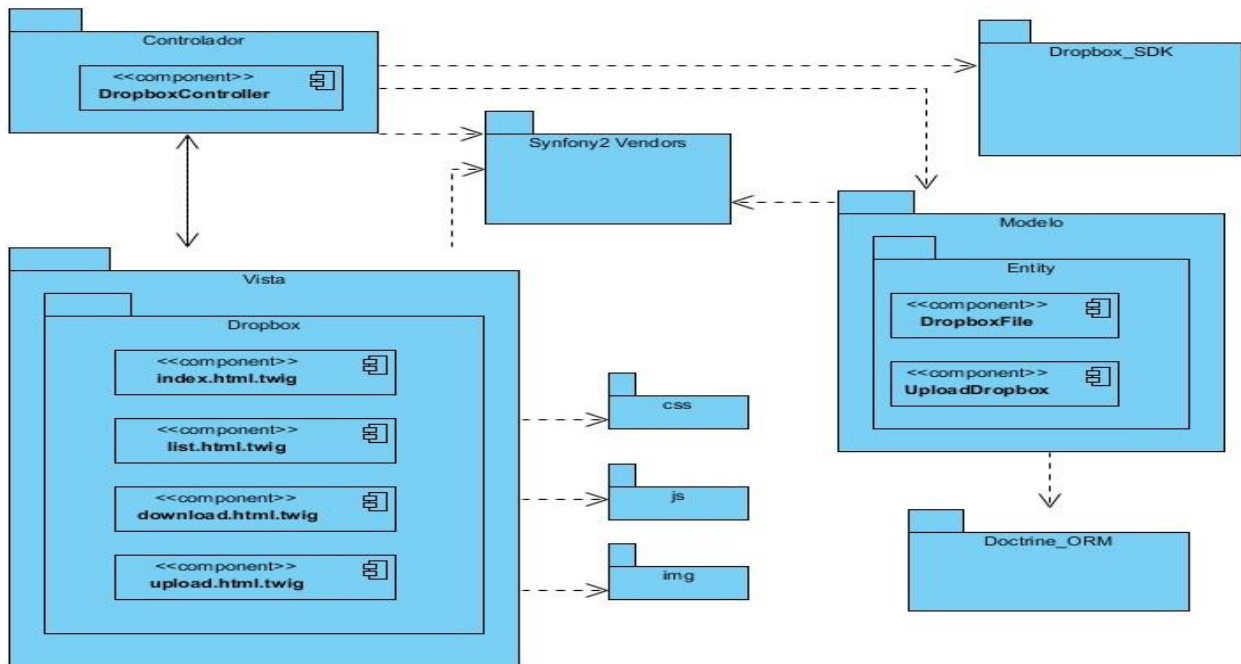 Controlador
<<component>>
DropboxController
Dropbox_SDK
Synfony2 Vendors
Modelo
Entity
<<component>>
DropboxFile
<<component>>
UploadDropbox
Vista
Dropbox
<<component>>
index.html.twig
<<component>>
list.html.twig
<<component>>
download.html.twig
<<component>>
upload.html.twig
css
js
img
Doctrine_ORM